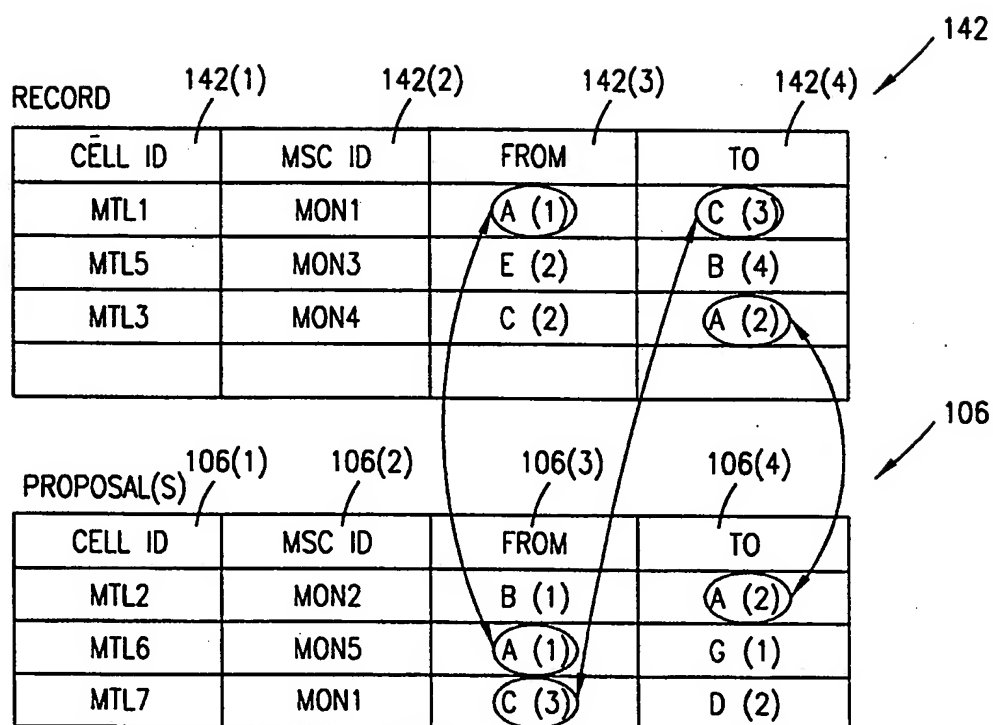 142
142(1) 142(2) 142(3) 142(4)
RECORD
CELL ID MSC ID FROM TO
MTL1 MON1 A (1) C (3)
MTL5 MON3 E (2) B (4)
MTL3 MON4 C (2) A (2)
106
106(1) 106(2) 106(3) 106(4)
PROPOSAL(S)
CELL ID MSC ID FROM TO
MTL2 MON2 B (1) A (2)
MTL6 MON5 A (1) G (1)
MTL7 MON1 C (3) D (2)